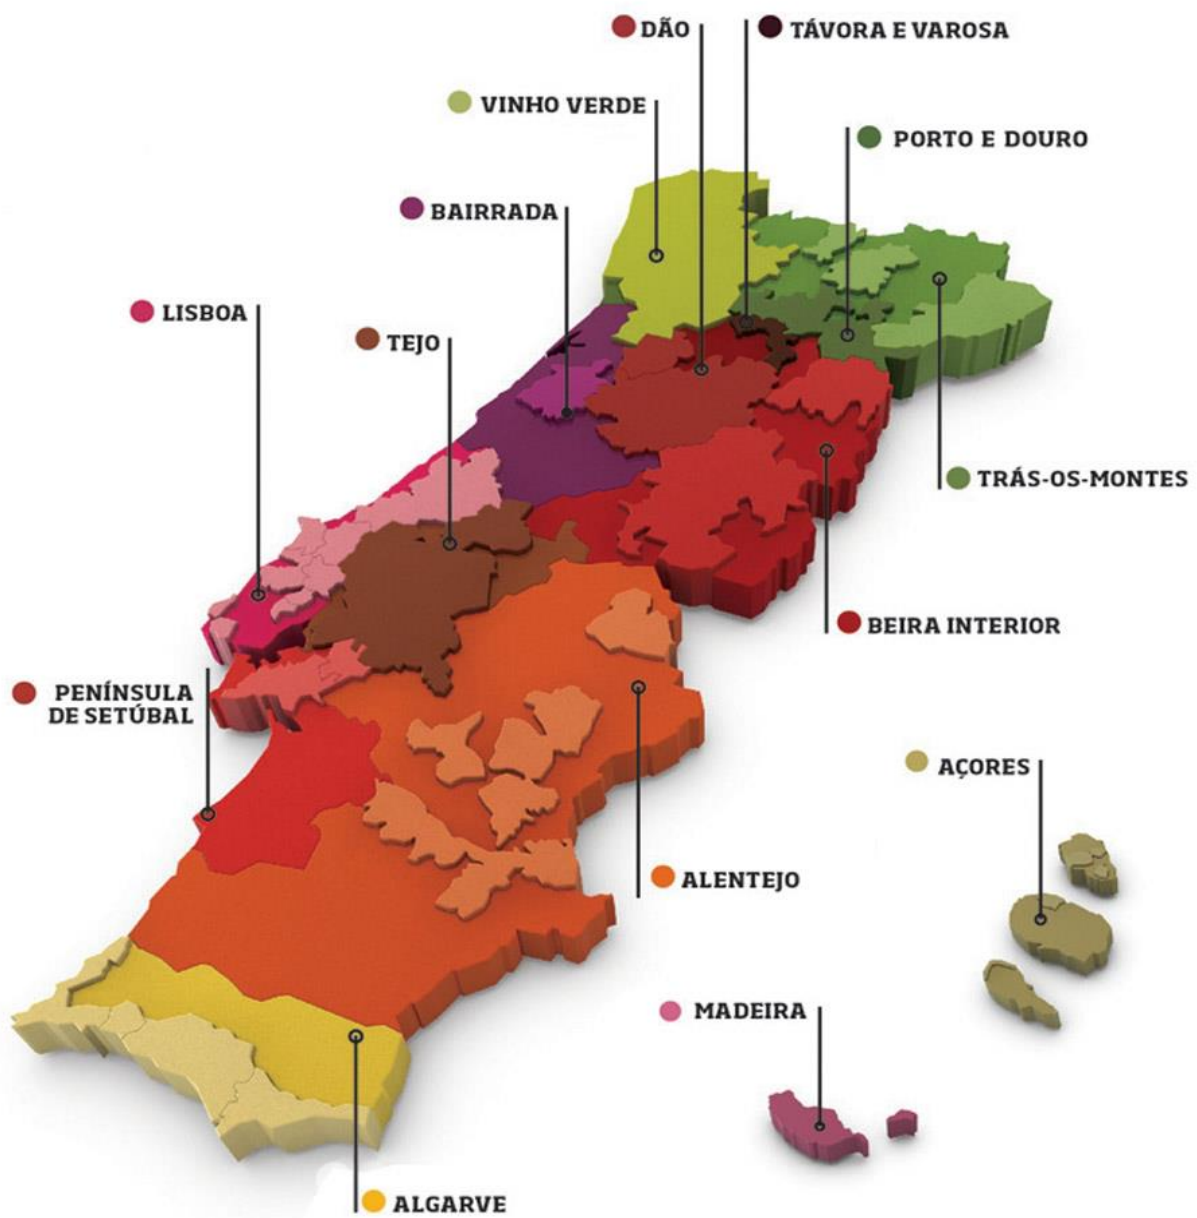 DÃO
TÁVORA E VAROSA
VINHO VERDE
PORTO E DOURO
BAIRRADA
LISBOA
TEJO
TRÁS-OS-MONTES
BEIRA INTERIOR
PENÍNSULA
DE SETÚBAL
AÇORES
ALENTEJO
MADEIRA
ALGARVE